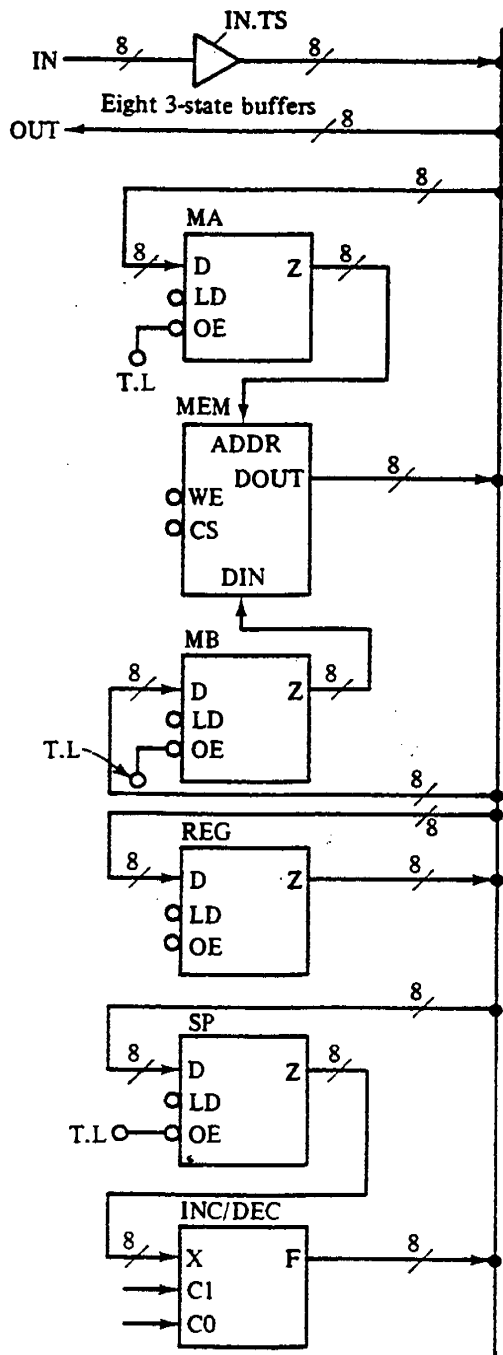 IN.TS
IN 8 8
Eight 3-state buffers
OUT 8
8
MA
8 D Z 8
LD
OE
T.L
MEM
ADDR
DOUT 8
WE
CS
DIN
MB
8 D Z 8
LD
T.L OE
8
8
REG
8 D Z 8
LD
OE
8
SP
8 D Z 8
LD
T.L OE
INC/DEC
8 X F 8
C1
C0